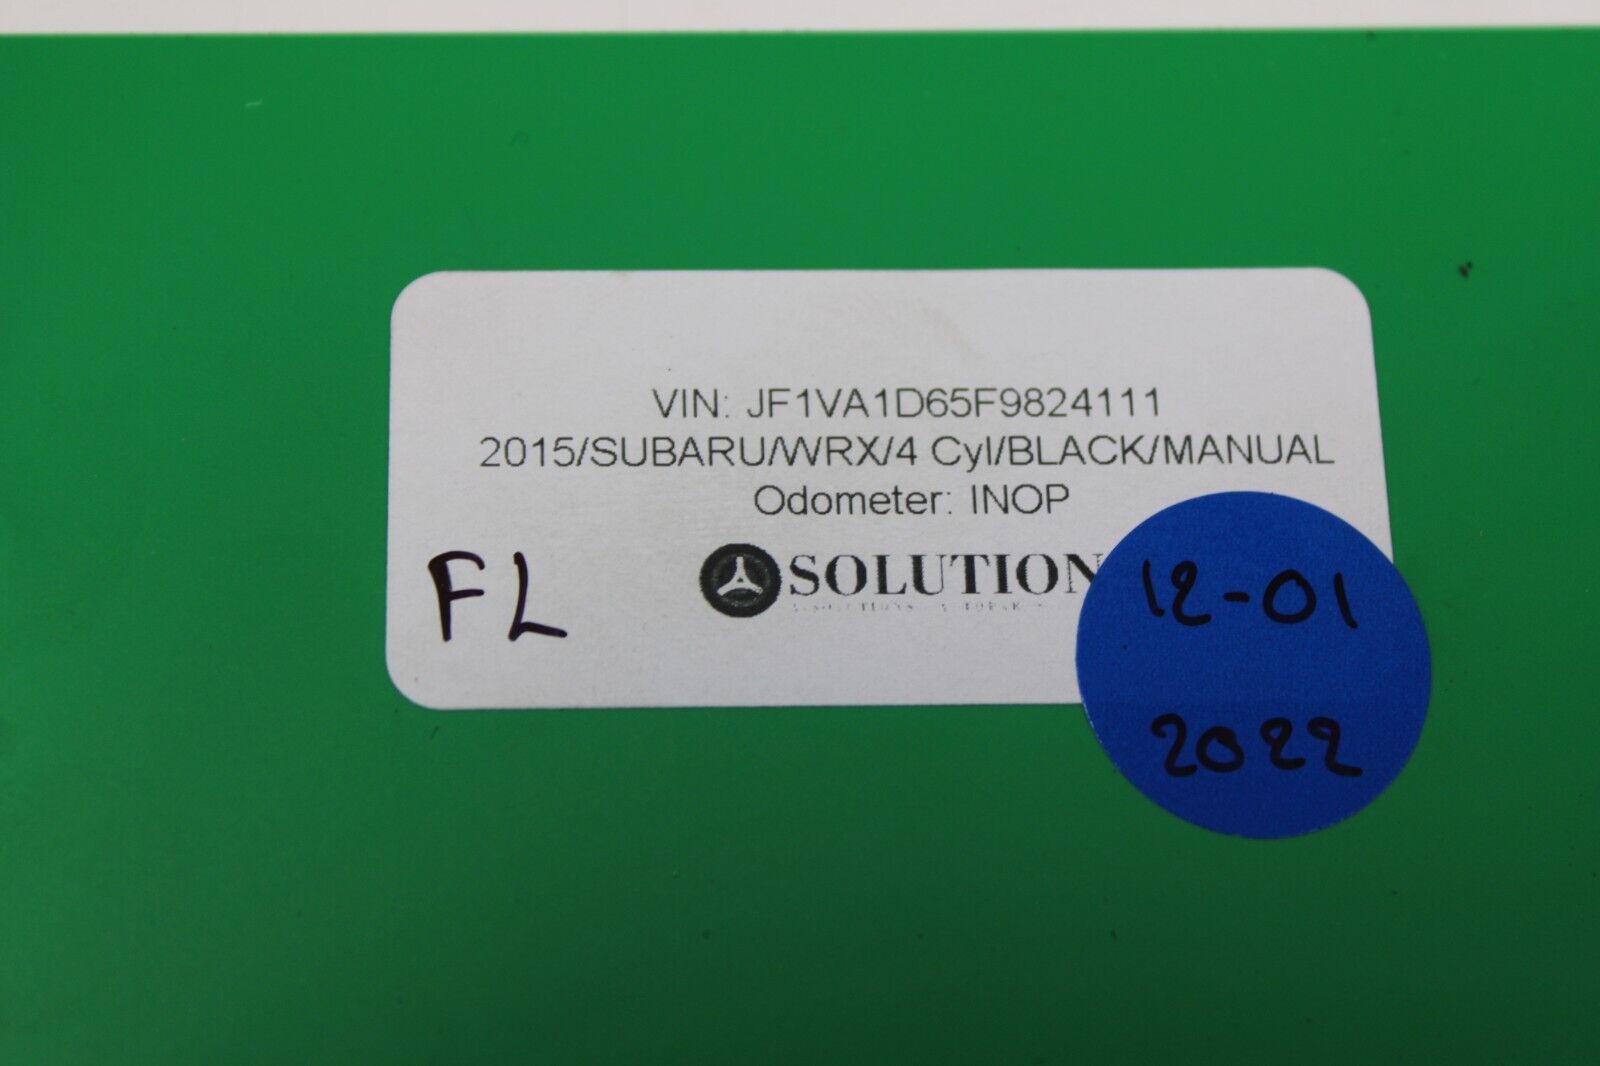 VIN: JF1VA1D65F9824111
2015/SUBARU/WRX/4 Cyl/BLACK/MANUAL
Odometer: INOP
FL
SOLUTION
12-01
2022